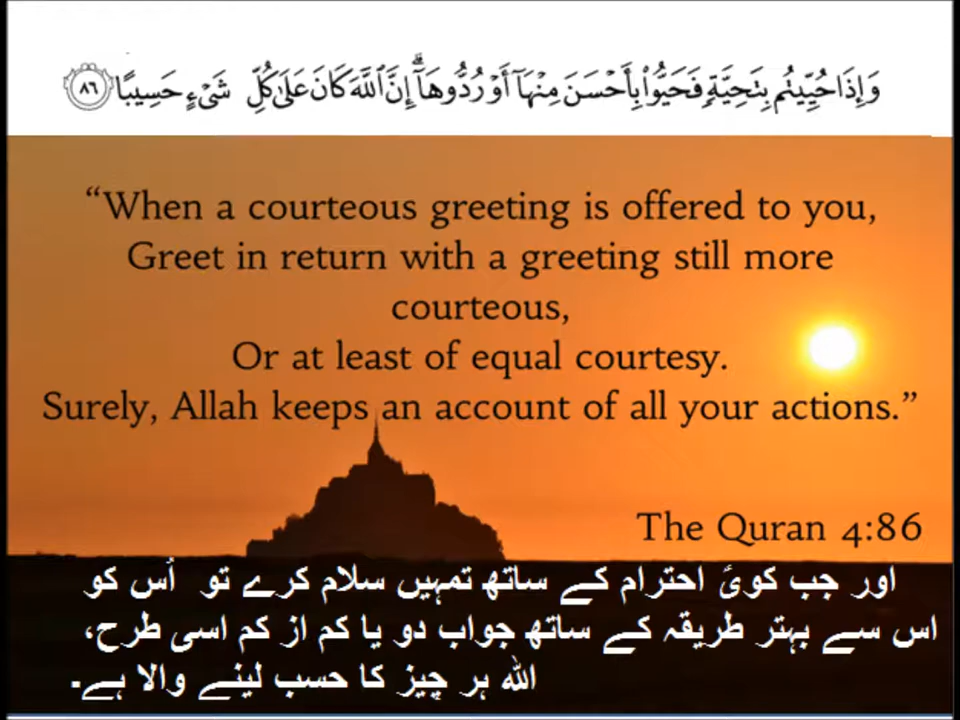 وَإِذَا حُيِّيتُم بِتَحِيَّةٍ فَحَيُّوا۟ بِأَحْسَنَ مِنْهَآ أَوْ رُدُّوهَآ ۗ إِنَّ ٱللَّهَ كَانَ عَلَىٰ كُلِّ شَىْءٍ حَسِيبًا ٨٦
“When a courteous greeting is offered to you,
Greet in return with a greeting still more
courteous,
Or at least of equal courtesy.
Surely, Allah keeps an account of all your actions.”
The Quran 4:86
اور جب کوئ احترام کے ساتھ تمہیں سلام کرے تو اُس کو
اس سے بہتر طریقہ کے ساتھ جواب دو یا کم از کم اسی طرح،
الله ہر چیز کا حسب لینے والا ہے۔